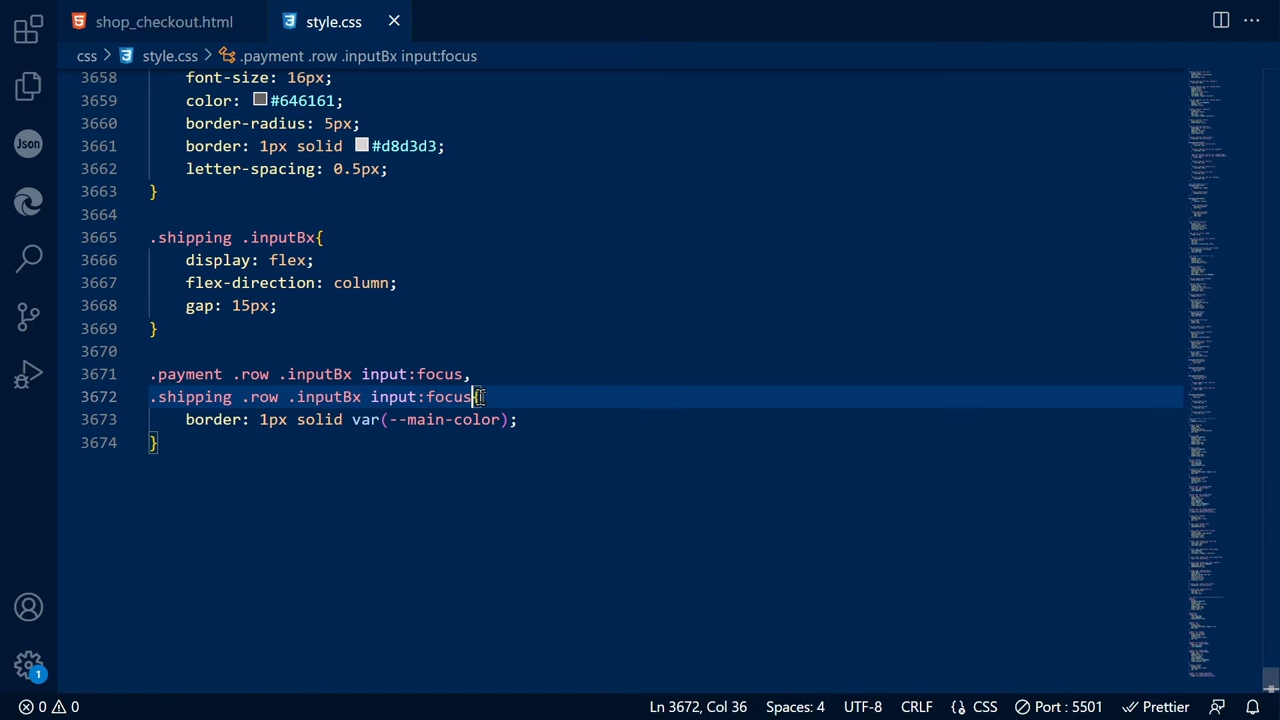 shop_checkout.html
style.css
css > style.css > .payment .row .inputBx input:focus
3658 font-size: 16px;
3659 color: #646161;
3660 border-radius: 5px;
3661 border: 1px solid #d8d3d3;
3662 letter-spacing: 0.5px;
3663 }
3664
3665 .shipping .inputBx{
3666 display: flex;
3667 flex-direction: column;
3668 gap: 15px;
3669 }
3670
3671 .payment .row .inputBx input:focus,
3672 .shipping .row .inputBx input:focus{
3673 border: 1px solid var(--main-color);
3674 }
Json
1
0 0
Ln 3672, Col 36
Spaces: 4
UTF-8
CRLF
{} CSS
Port : 5501
Prettier